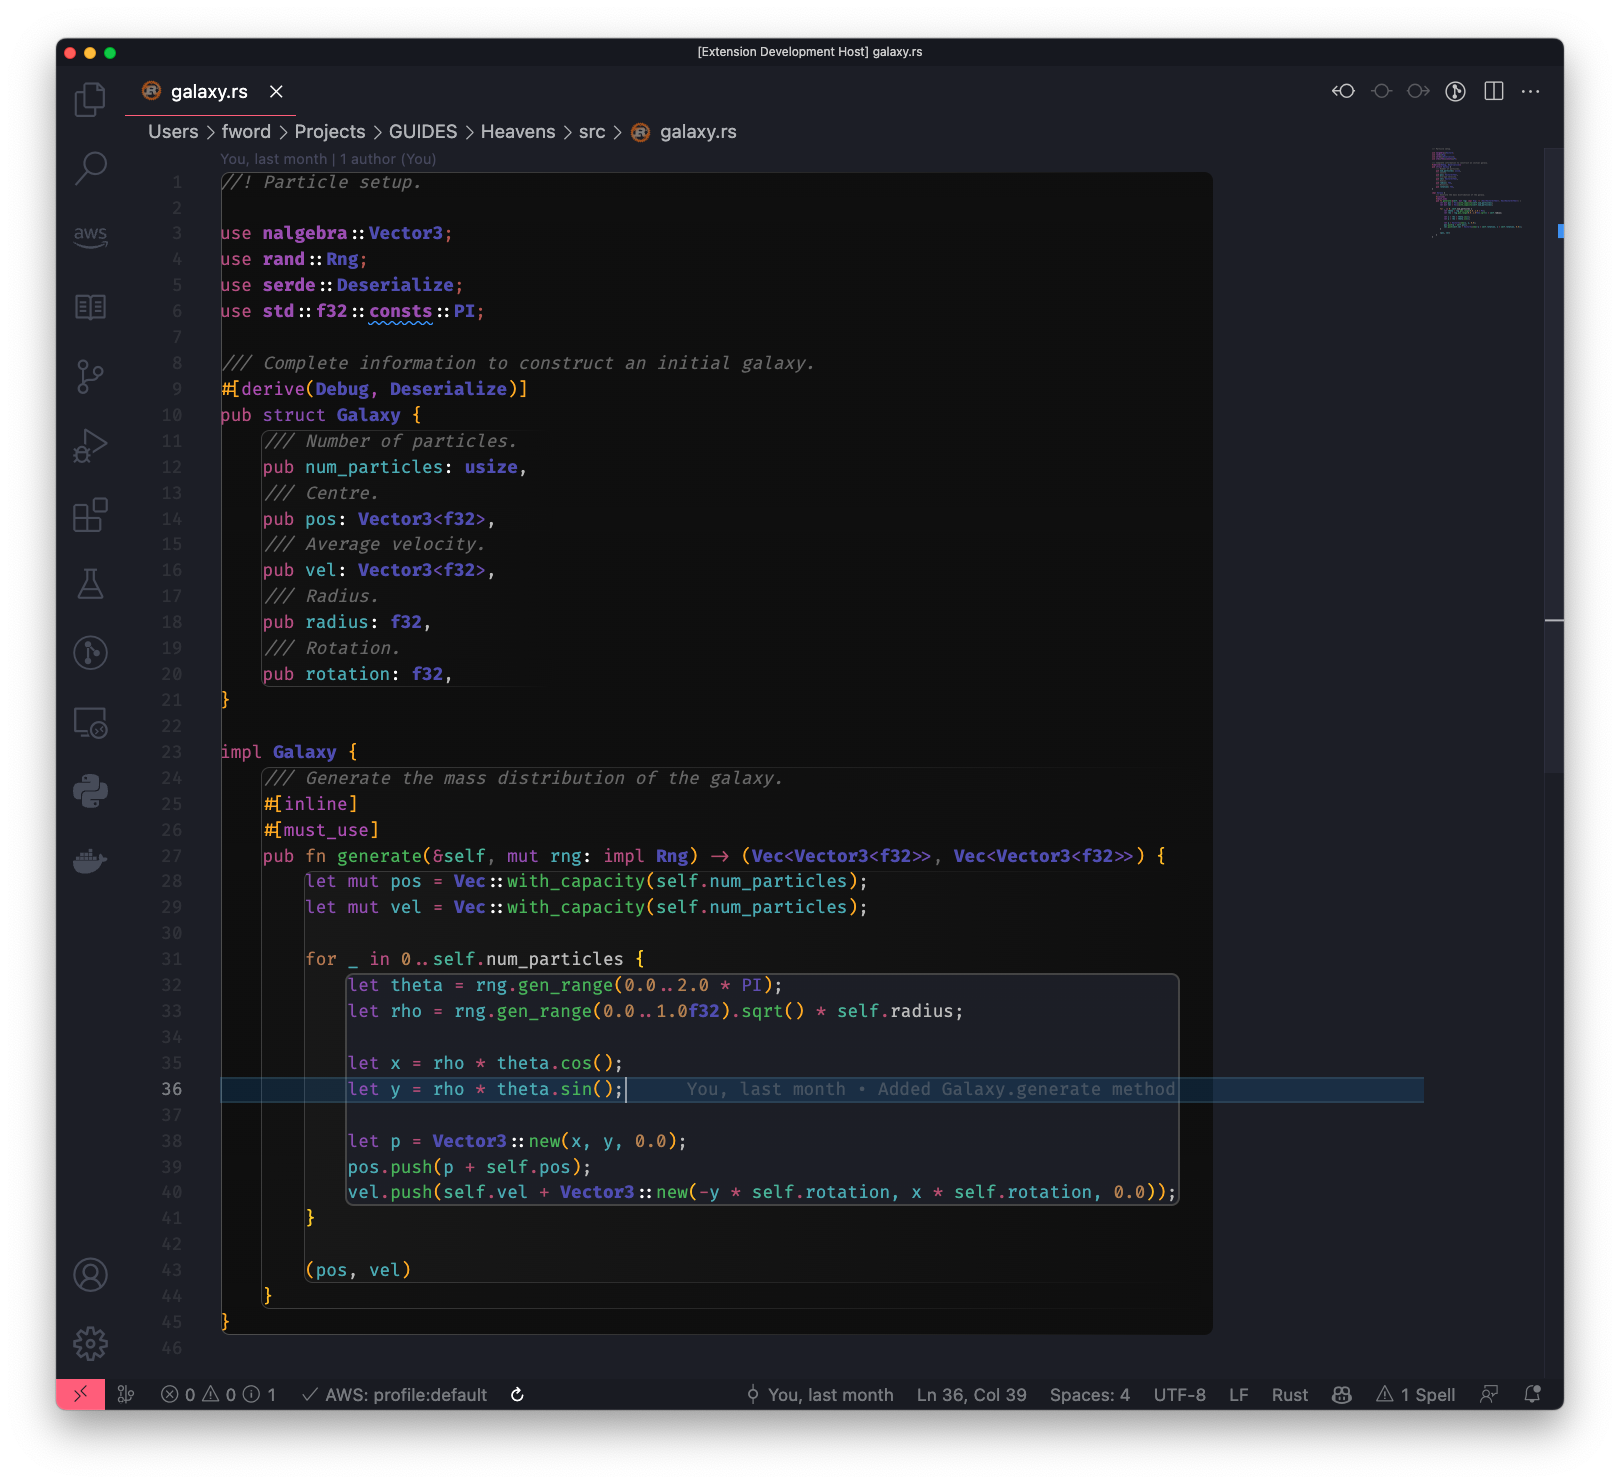 [Extension Development Host] galaxy.rs
galaxy.rs
Users > fword > Projects > GUIDES > Heavens > src > galaxy.rs
aws
You, last month | 1 author (You)
1 //! Particle setup.
2
3 use nalgebra::Vector3;
4 use rand::Rng;
5 use serde::Deserialize;
6 use std::f32::consts::PI;
7
8 /// Complete information to construct an initial galaxy.
9 #[derive(Debug, Deserialize)]
10 pub struct Galaxy {
11     /// Number of particles.
12     pub num_particles: usize,
13     /// Centre.
14     pub pos: Vector3<f32>,
15     /// Average velocity.
16     pub vel: Vector3<f32>,
17     /// Radius.
18     pub radius: f32,
19     /// Rotation.
20     pub rotation: f32,
21 }
22
23 impl Galaxy {
24     /// Generate the mass distribution of the galaxy.
25     #[inline]
26     #[must_use]
27     pub fn generate(&self, mut rng: impl Rng) -> (Vec<Vector3<f32>>, Vec<Vector3<f32>>) {
28         let mut pos = Vec::with_capacity(self.num_particles);
29         let mut vel = Vec::with_capacity(self.num_particles);
30
31         for _ in 0..self.num_particles {
32             let theta = rng.gen_range(0.0..2.0 * PI);
33             let rho = rng.gen_range(0.0..1.0f32).sqrt() * self.radius;
34
35             let x = rho * theta.cos();
36             let y = rho * theta.sin(); You, last month • Added Galaxy.generate method
37
38             let p = Vector3::new(x, y, 0.0);
39             pos.push(p + self.pos);
40             vel.push(self.vel + Vector3::new(-y * self.rotation, x * self.rotation, 0.0));
41         }
42
43         (pos, vel)
44     }
45 }
46
0 0 1 AWS: profile:default You, last month Ln 36, Col 39 Spaces: 4 UTF-8 LF Rust 1 Spell